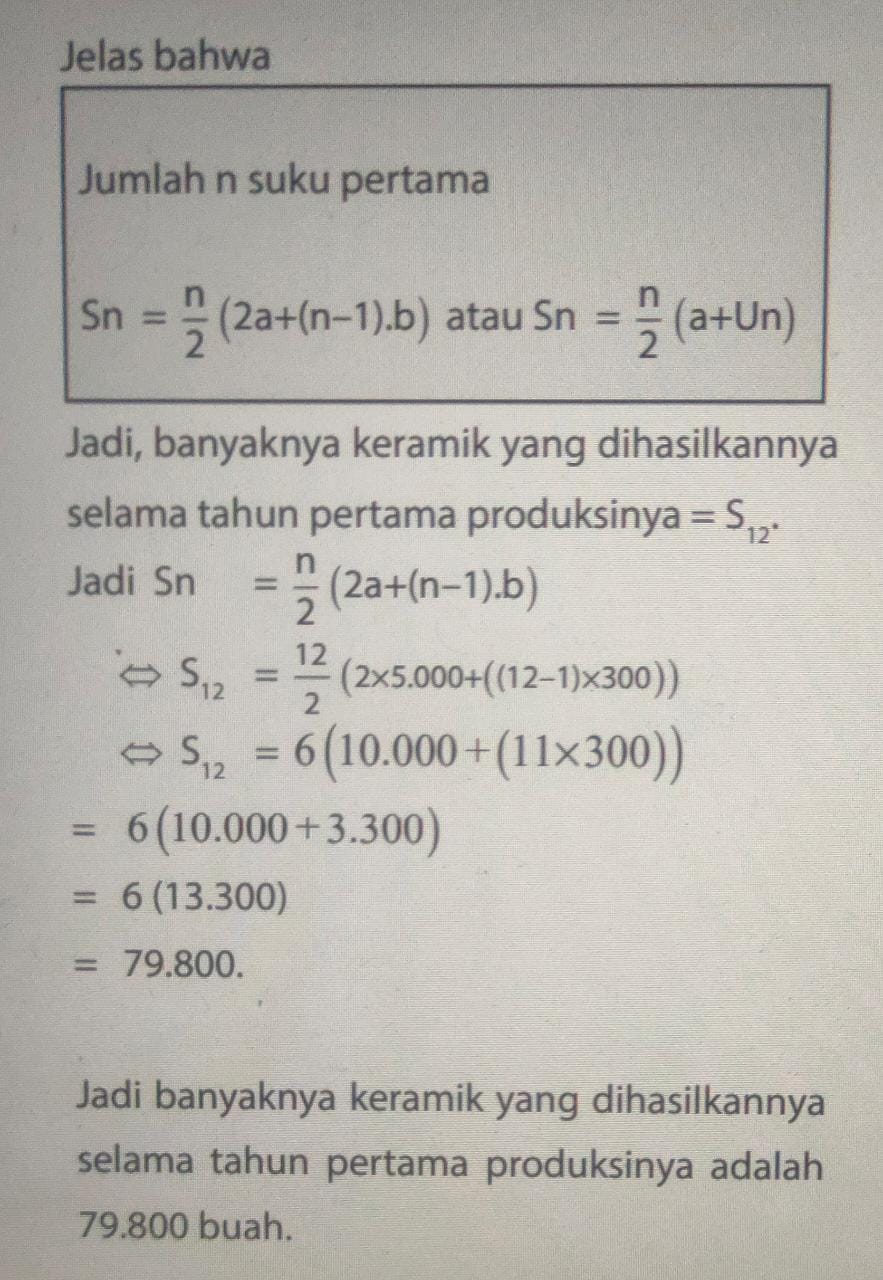 Jelas bahwa
Jumlah n suku pertama
Sn = n/2 (2a+(n–1).b) atau Sn = n/2 (a+Un)
Jadi, banyaknya keramik yang dihasilkannya
selama tahun pertama produksinya = S₁₂.
Jadi Sn = n/2 (2a+(n–1).b)
⇔ S₁₂ = 12/2 (2×5.000+((12–1)×300))
⇔ S₁₂ = 6(10.000+(11×300))
= 6(10.000+3.300)
= 6 (13.300)
= 79.800.
Jadi banyaknya keramik yang dihasilkannya
selama tahun pertama produksinya adalah
79.800 buah.